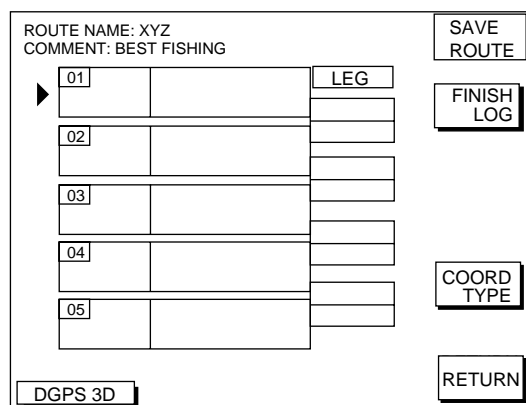 ROUTE NAME: XYZ
COMMENT: BEST FISHING
SAVE
ROUTE
01
LEG
FINISH
LOG
02
03
04
COORD
TYPE
05
RETURN
DGPS 3D